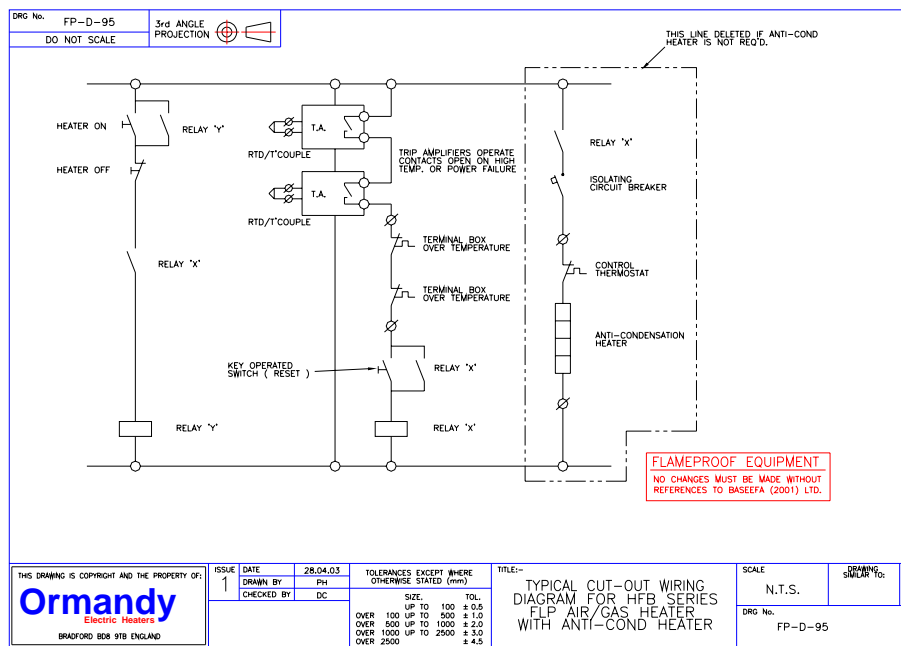 DRG No. FP-D-95
DO NOT SCALE
3rd ANGLE
PROJECTION
THIS LINE DELETED IF ANTI-COND
HEATER IS NOT REQ'D.
HEATER ON
RELAY 'Y'
HEATER OFF
RELAY 'X'
RELAY 'Y'
T.A.
RTD/T'COUPLE
TRIP AMPLIFIERS OPERATE
CONTACTS OPEN ON HIGH
TEMP. OR POWER FAILURE
T.A.
RTD/T'COUPLE
TERMINAL BOX
OVER TEMPERATURE
TERMINAL BOX
OVER TEMPERATURE
KEY OPERATED
SWITCH ( RESET )
RELAY 'X'
RELAY 'X'
RELAY 'X'
ISOLATING
CIRCUIT BREAKER
CONTROL
THERMOSTAT
ANTI-CONDENSATION
HEATER
FLAMEPROOF EQUIPMENT
NO CHANGES MUST BE MADE WITHOUT
REFERENCES TO BASEEFA (2001) LTD.
THIS DRAWING IS COPYRIGHT AND THE PROPERTY OF:
Ormandy
Electric Heaters
BRADFORD BD8 9TB ENGLAND
ISSUE
1
DATE 28.04.03
DRAWN BY PH
CHECKED BY DC
TOLERANCES EXCEPT WHERE
OTHERWISE STATED (mm)
SIZE. TOL.
UP TO 100 ± 0.5
OVER 100 UP TO 500 ± 1.0
OVER 500 UP TO 1000 ± 2.0
OVER 1000 UP TO 2500 ± 3.0
OVER 2500 ± 4.5
TITLE:-
TYPICAL CUT-OUT WIRING
DIAGRAM FOR HFB SERIES
FLP AIR/GAS HEATER
WITH ANTI-COND HEATER
SCALE
N.T.S.
DRAWING
SIMILAR TO:
DRG No.
FP-D-95